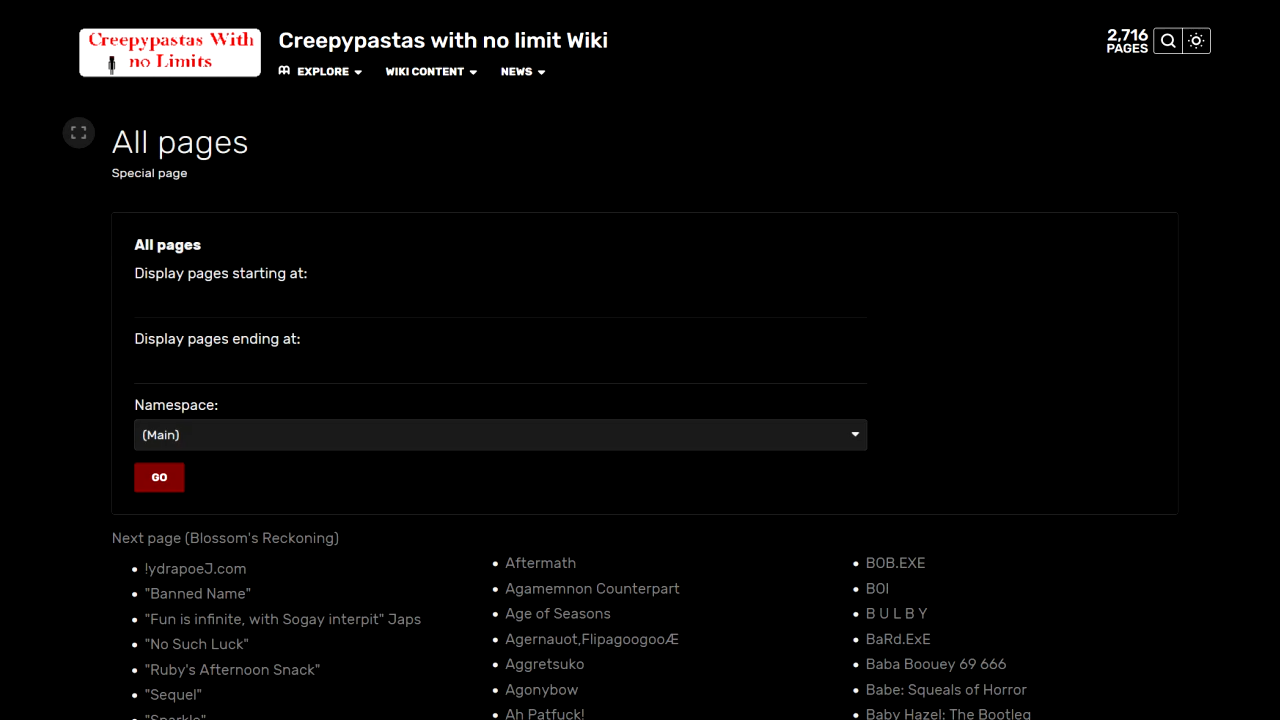 Creepypastas With
no Limits
Creepypastas with no limit Wiki
EXPLORE
WIKI CONTENT
NEWS
2,716
PAGES
All pages
Special page
All pages
Display pages starting at:
Display pages ending at:
Namespace:
(Main)
GO
Next page (Blossom's Reckoning)
!ydrapoeJ.com
"Banned Name"
"Fun is infinite, with Sogay interpit" Japs
"No Such Luck"
"Ruby's Afternoon Snack"
"Sequel"
"Sparkle"
Aftermath
Agamemnon Counterpart
Age of Seasons
Agernauot,FlipagoogooÆ
Aggretsuko
Agonybow
Ah Patfuck!
BOB.EXE
BOI
B U L B Y
BaRd.ExE
Baba Boouey 69 666
Babe: Squeals of Horror
Baby Hazel: The Bootleg